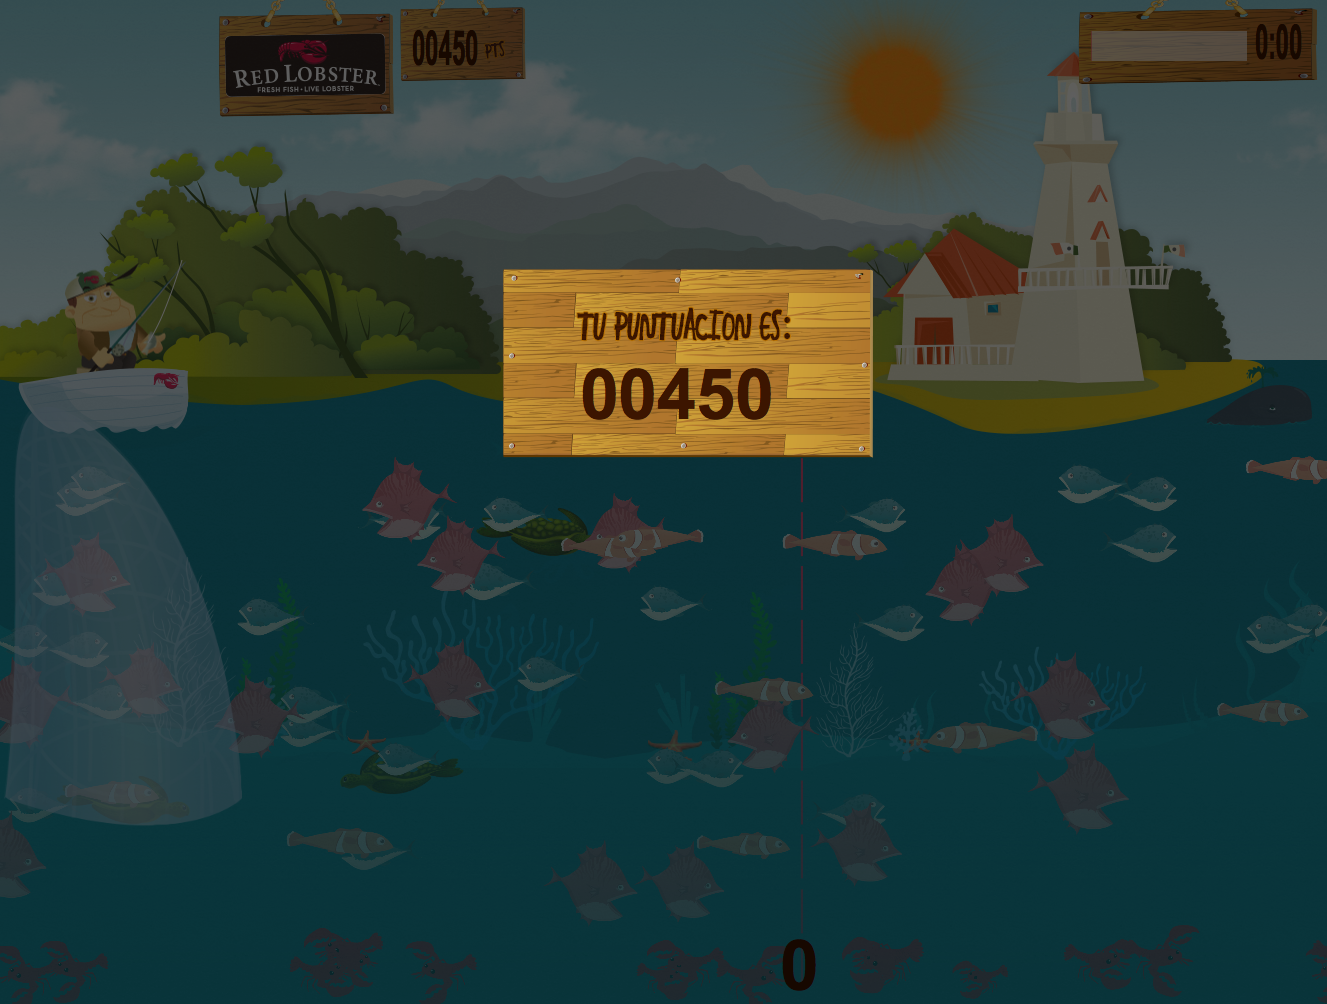 RED LOBSTER
FRESH FISH • LIVE LOBSTER
00450 PTS
0:00
TU PUNTUACION ES:
00450
0